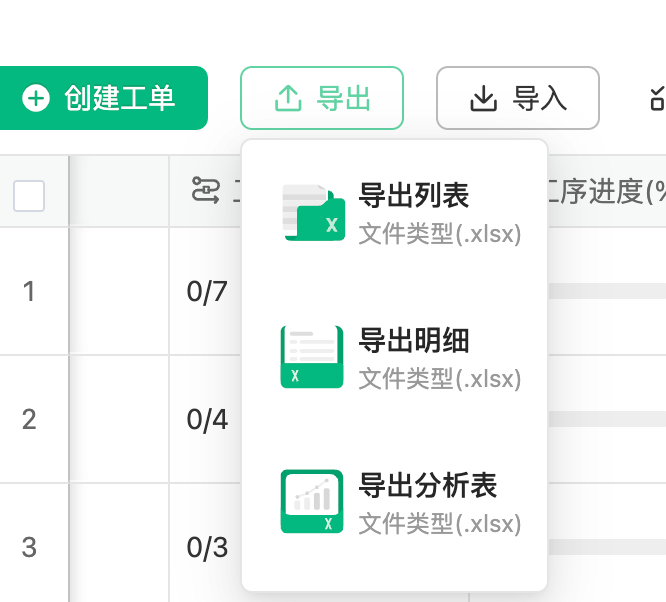 创建工单
导出
导入
序进度(%
导出列表
文件类型(.xlsx)
1
0/7
导出明细
文件类型(.xlsx)
2
0/4
导出分析表
文件类型(.xlsx)
3
0/3